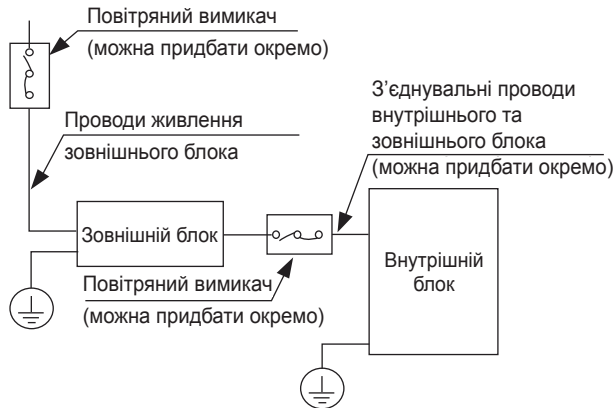 Повітряний вимикач
(можна придбати окремо)
З’єднувальні проводи
внутрішнього та
зовнішнього блока
(можна придбати окремо)
Проводи живлення
зовнішнього блока
Зовнішній блок
Повітряний вимикач
(можна придбати окремо)
Внутрішній
блок